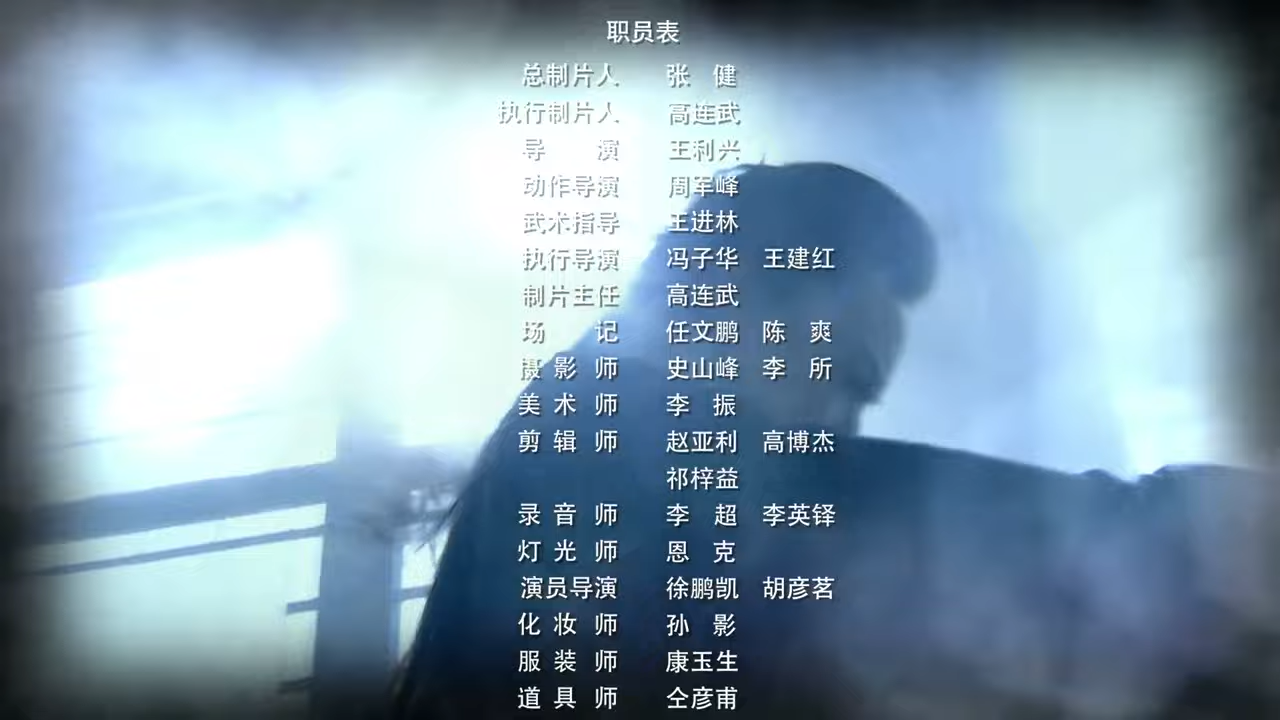 职员表
总制片人 张 健
执行制片人 高连武
导 演 王利兴
动作导演 周军峰
武术指导 王进林
执行导演 冯子华 王建红
制片主任 高连武
场 记 任文鹏 陈 爽
摄 影 师 史山峰 李 所
美 术 师 李 振
剪 辑 师 赵亚利 高博杰
祁梓益
录 音 师 李 超 李英铎
灯 光 师 恩 克
演员导演 徐鹏凯 胡彦茗
化 妆 师 孙 影
服 装 师 康玉生
道 具 师 仝彦甫